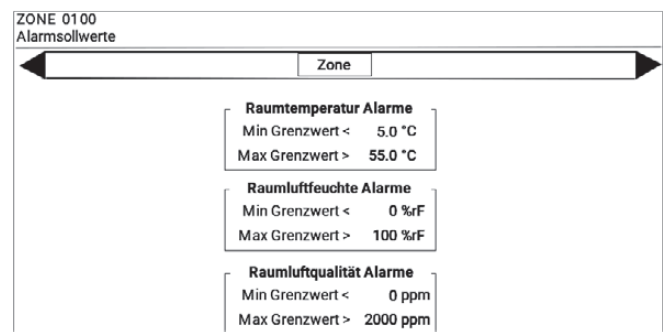 ZONE 0100
Alarmsollwerte
Zone
Raumtemperatur Alarme
Min Grenzwert < 5.0 °C
Max Grenzwert > 55.0 °C
Raumluftfeuchte Alarme
Min Grenzwert < 0 %rF
Max Grenzwert > 100 %rF
Raumluftqualität Alarme
Min Grenzwert < 0 ppm
Max Grenzwert > 2000 ppm